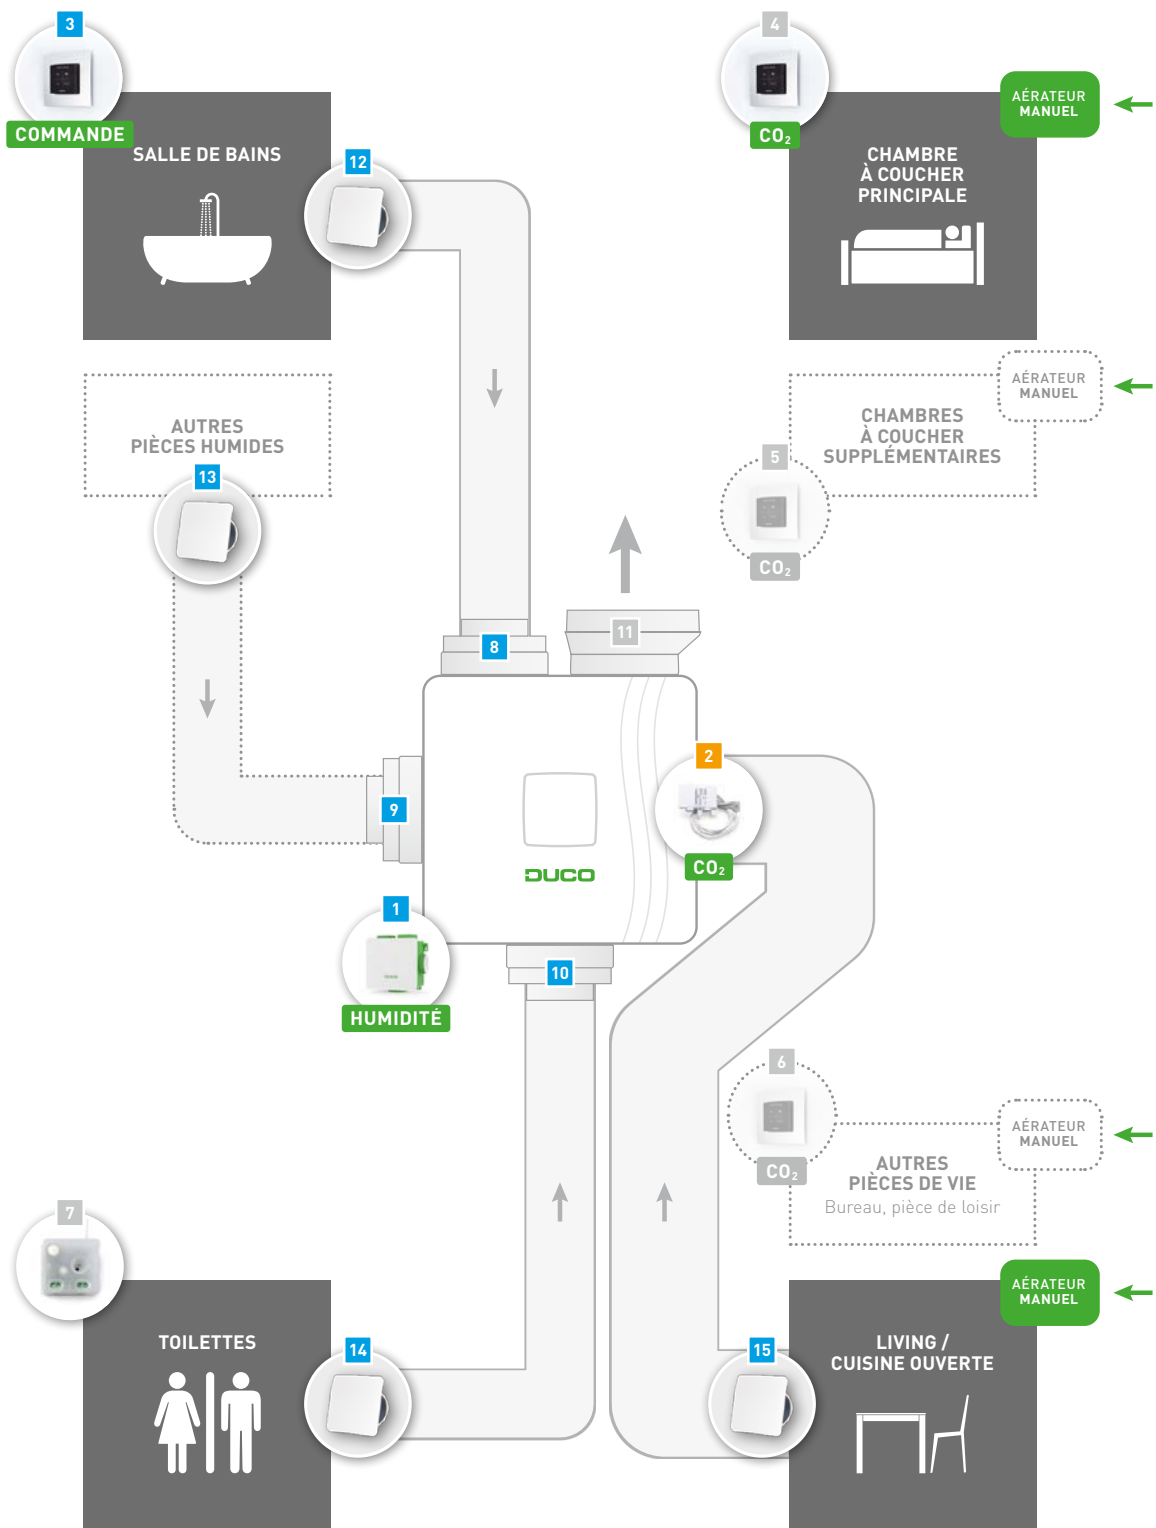 3
COMMANDE
SALLE DE BAINS
12
4
CO₂
AÉRATEUR
MANUEL
CHAMBRE
À COUCHER
PRINCIPALE
AUTRES
PIÈCES HUMIDES
13
AÉRATEUR
MANUEL
CHAMBRES
À COUCHER
SUPPLÉMENTAIRES
5
CO₂
8
11
9
2
CO₂
DUCO
1
HUMIDITÉ
10
6
CO₂
AÉRATEUR
MANUEL
AUTRES
PIÈCES DE VIE
Bureau, pièce de loisir
7
TOILETTES
14
15
AÉRATEUR
MANUEL
LIVING /
CUISINE OUVERTE